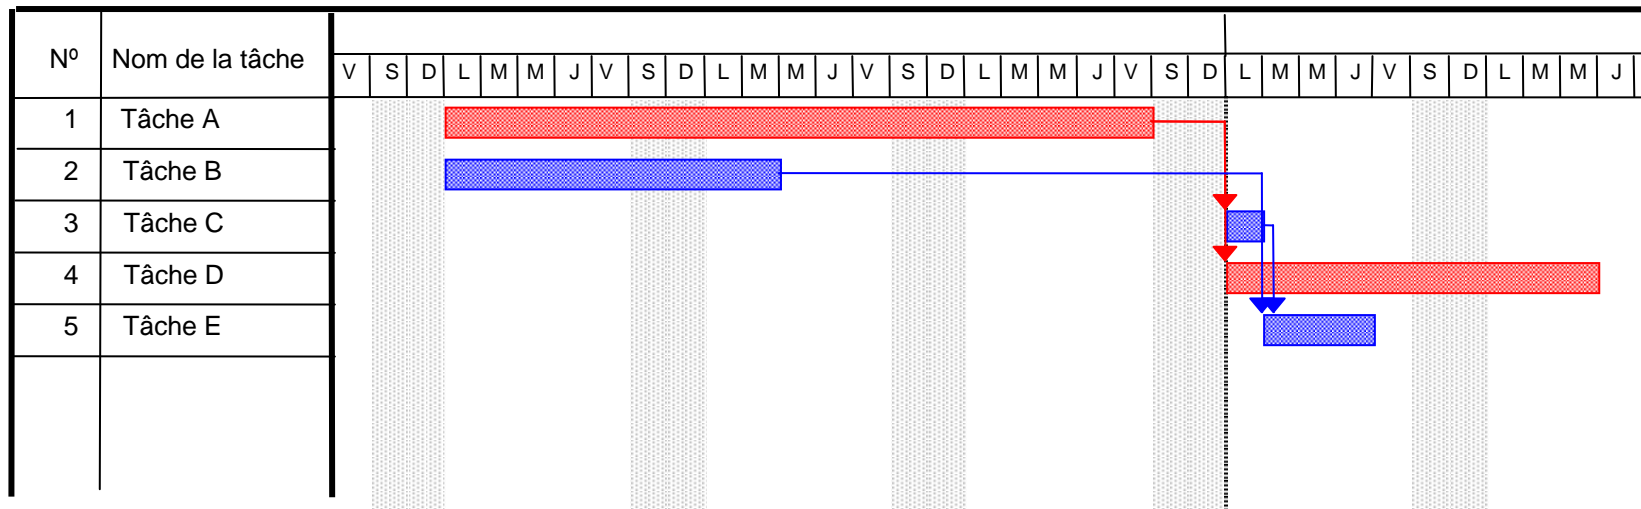 Nº Nom de la tâche
V S D L M M J V S D L M M J V S D L M M J V S D L M M J V S D L M M J
1 Tâche A
2 Tâche B
3 Tâche C
4 Tâche D
5 Tâche E